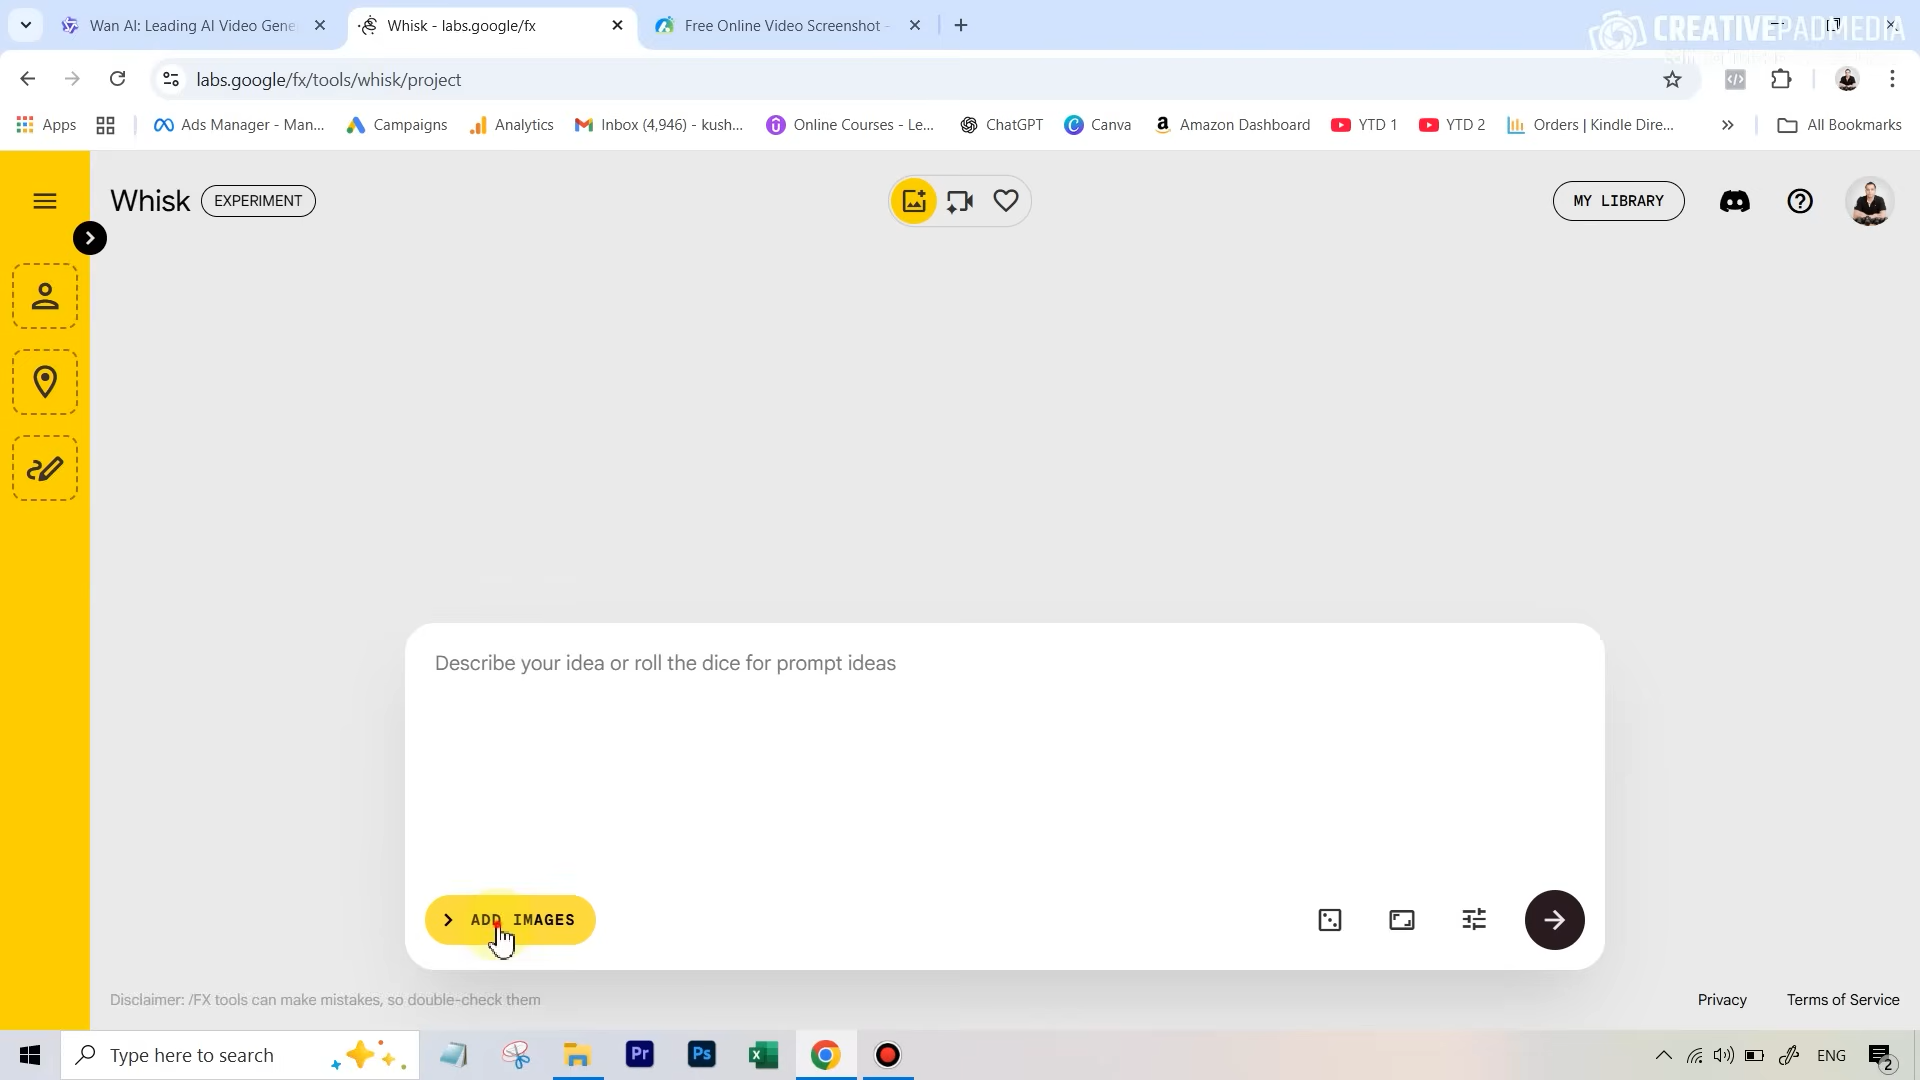 Wan AI: Leading AI Video Gene
Whisk - labs.google/fx
Free Online Video Screenshot -
CREATIVEPADMEDIA
labs.google/fx/tools/whisk/project
Apps
Ads Manager - Man...
Campaigns
Analytics
Inbox (4,946) - kush...
Online Courses - Le...
ChatGPT
Canva
Amazon Dashboard
YTD 1
YTD 2
Orders | Kindle Dire...
All Bookmarks
Whisk
EXPERIMENT
MY LIBRARY
Describe your idea or roll the dice for prompt ideas
ADD IMAGES
Disclaimer: /FX tools can make mistakes, so double-check them
Privacy
Terms of Service
Type here to search
Pr
Ps
ENG
2